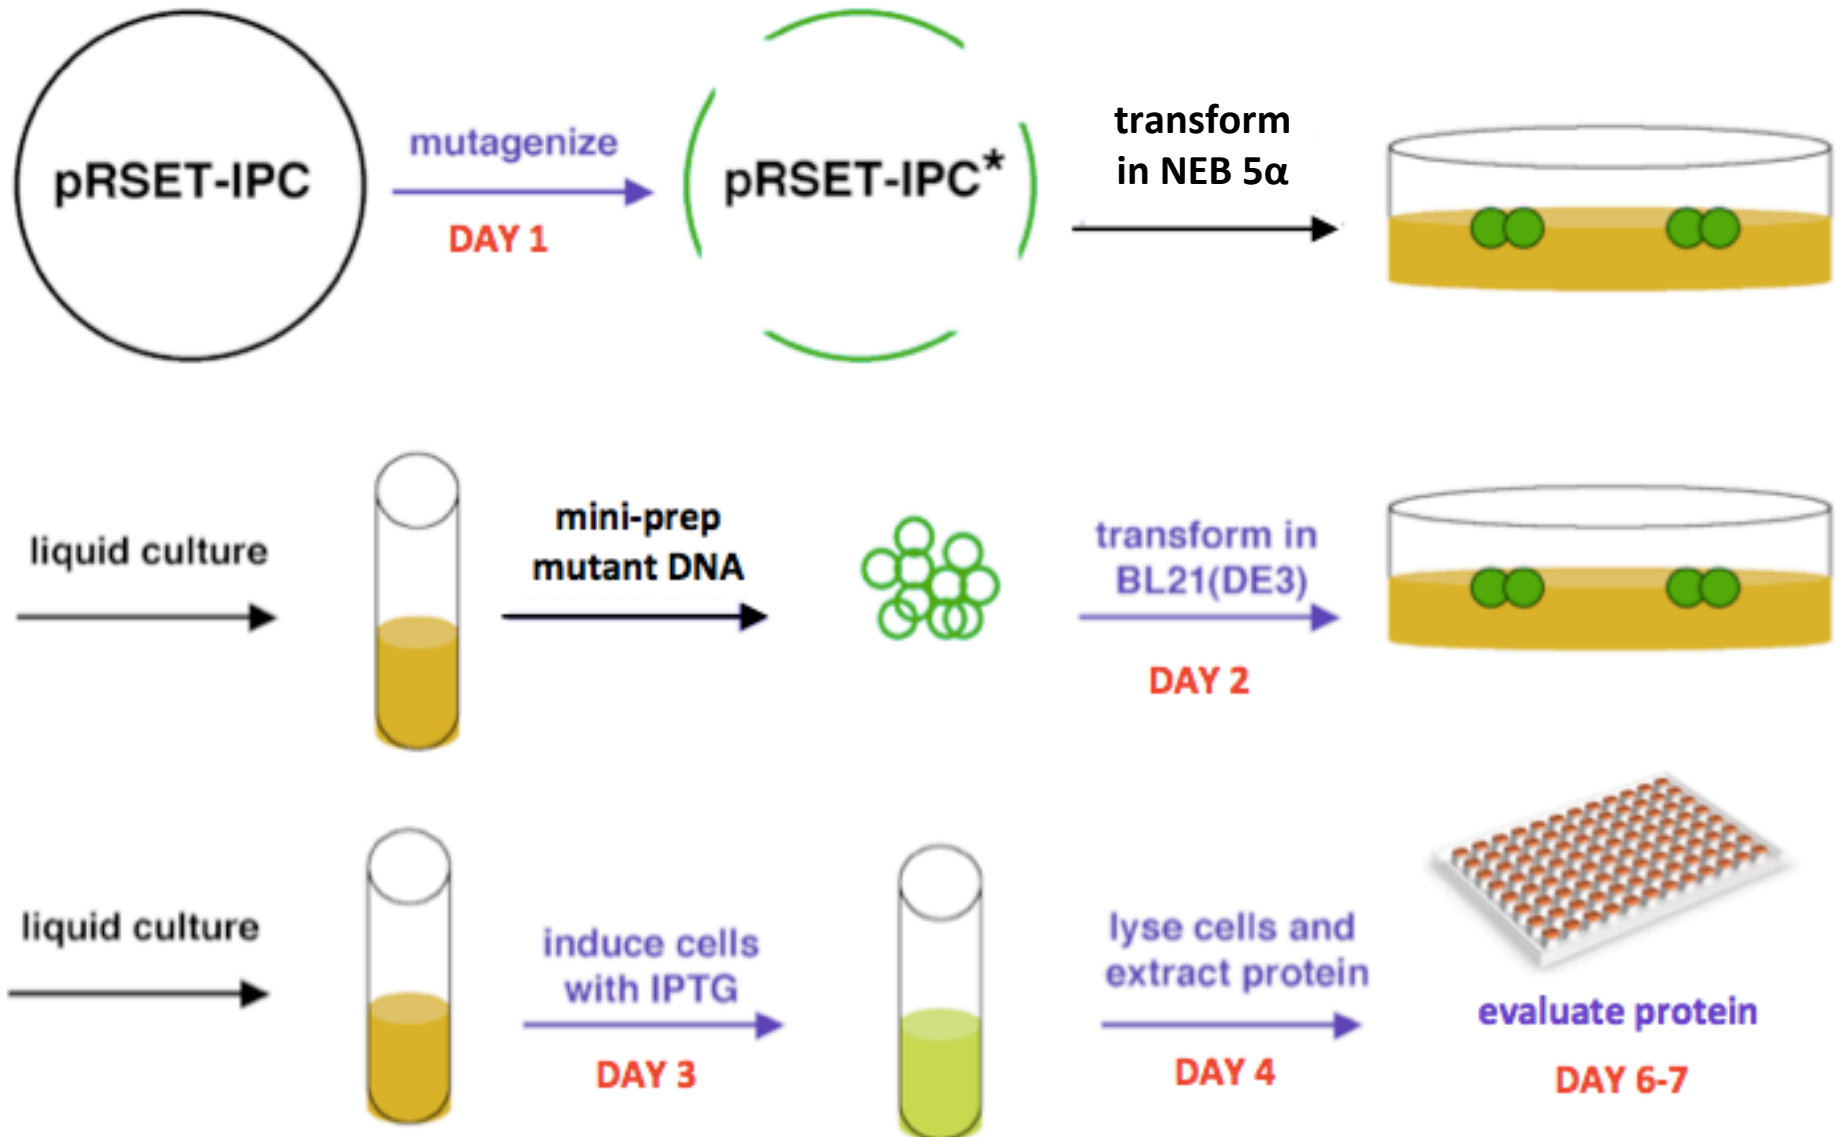 pRSET-IPC
mutagenize
DAY 1
pRSET-IPC*
transform
in NEB 5α
liquid culture
mini-prep
mutant DNA
transform in
BL21(DE3)
DAY 2
liquid culture
induce cells
with IPTG
DAY 3
lyse cells and
extract protein
DAY 4
evaluate protein
DAY 6-7